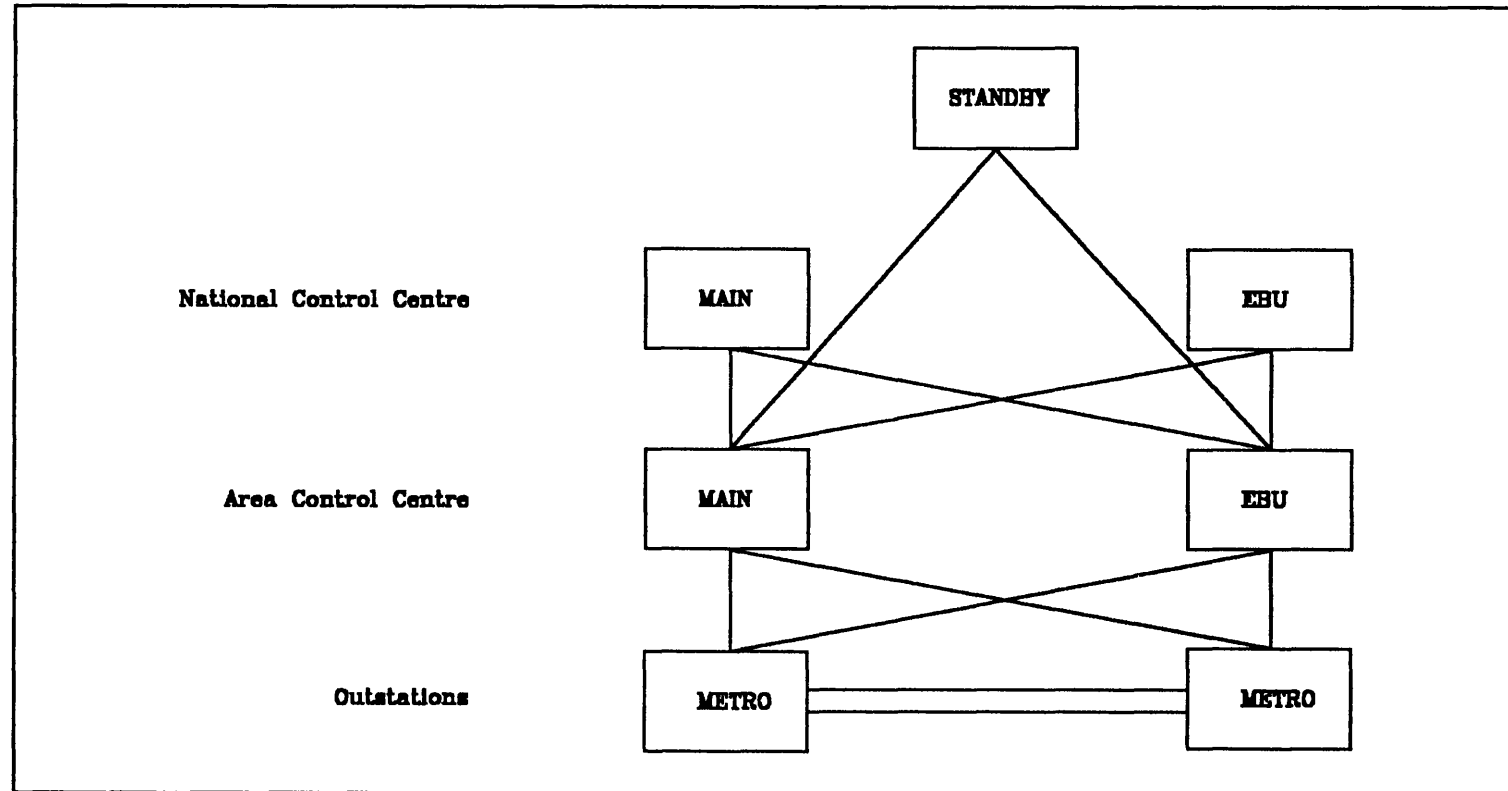 STANDBY
National Control Centre
MAIN
EBU
Area Control Centre
MAIN
EBU
Outstations
METRO
METRO